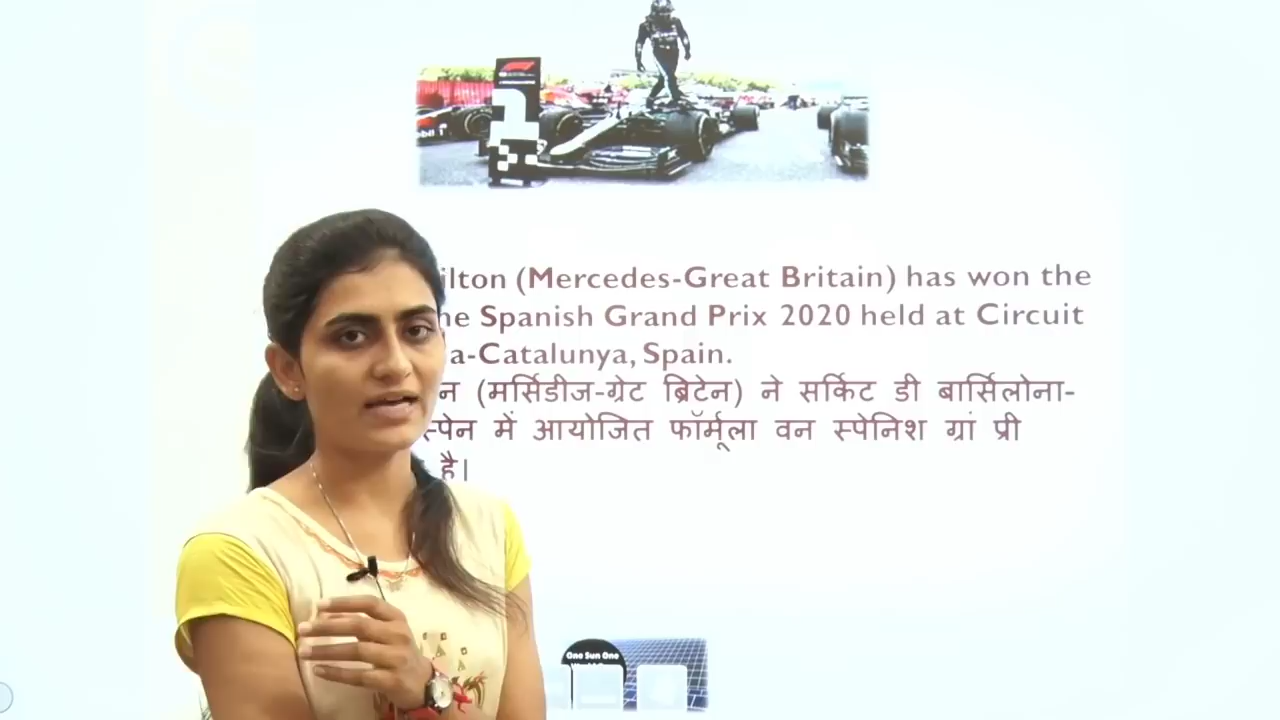 ilton (Mercedes-Great Britain) has won the
he Spanish Grand Prix 2020 held at Circuit
a-Catalunya, Spain.
न (मर्सिडीज-ग्रेट ब्रिटेन) ने सर्किट डी बार्सिलोना-
स्पेन में आयोजित फॉर्मूला वन स्पेनिश ग्रां प्री
है।
One Sun One